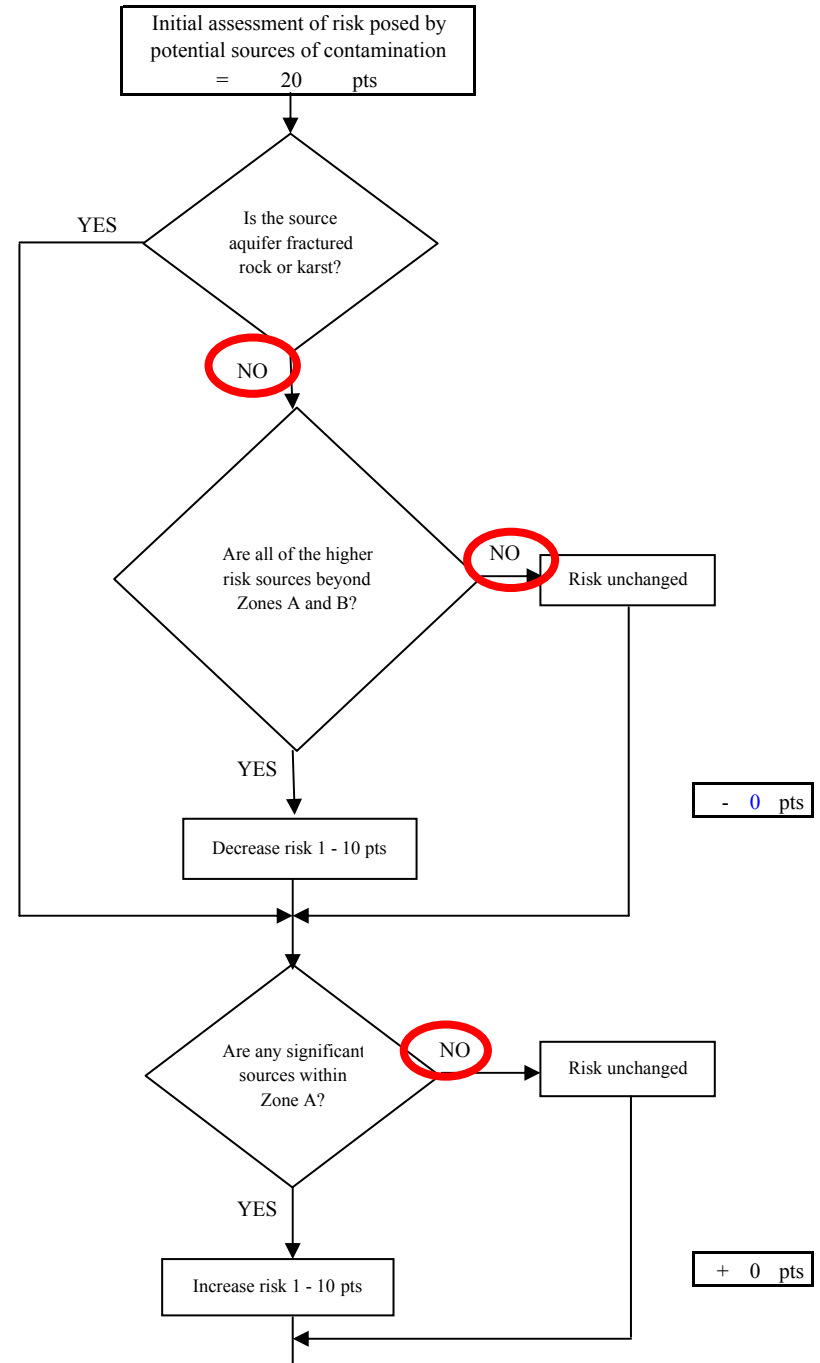 Initial assessment of risk posed by
potential sources of contamination
= 20 pts
YES
Is the source
aquifer fractured
rock or karst?
NO
Are all of the higher
risk sources beyond
Zones A and B?
NO
Risk unchanged
YES
- 0 pts
Decrease risk 1 - 10 pts
Are any significant
sources within
Zone A?
NO
Risk unchanged
YES
+ 0 pts
Increase risk 1 - 10 pts